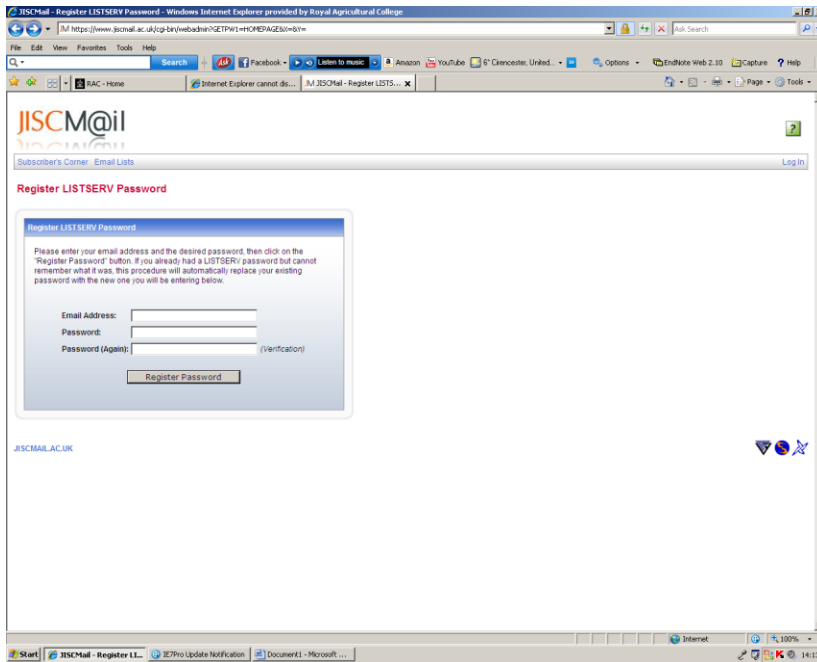 JISCMail - Register LISTSERV Password - Windows Internet Explorer provided by Royal Agricultural College
https://www.jiscmail.ac.uk/cgi-bin/webadmin?GETPW1=HOMEPAGE&X=&Y=
Ask Search
File Edit View Favorites Tools Help
Search Facebook Listen to music Amazon YouTube 6° Cirencester, United... Options EndNote Web 2.10 Capture ? Help
RAC - Home Internet Explorer cannot dis... JISCMail - Register LISTS... Page Tools
JISCM@il
Subscriber's Corner Email Lists Log In
Register LISTSERV Password
Register LISTSERV Password
Please enter your email address and the desired password, then click on the
"Register Password" button. If you already had a LISTSERV password but cannot
remember what it was, this procedure will automatically replace your existing
password with the new one you will be entering below.
Email Address:
Password:
Password (Again): (Verification)
Register Password
JISCMAIL.AC.UK
Internet 100%
Start JISCMail - Register LI... IE7Pro Update Notification Document1 - Microsoft ...